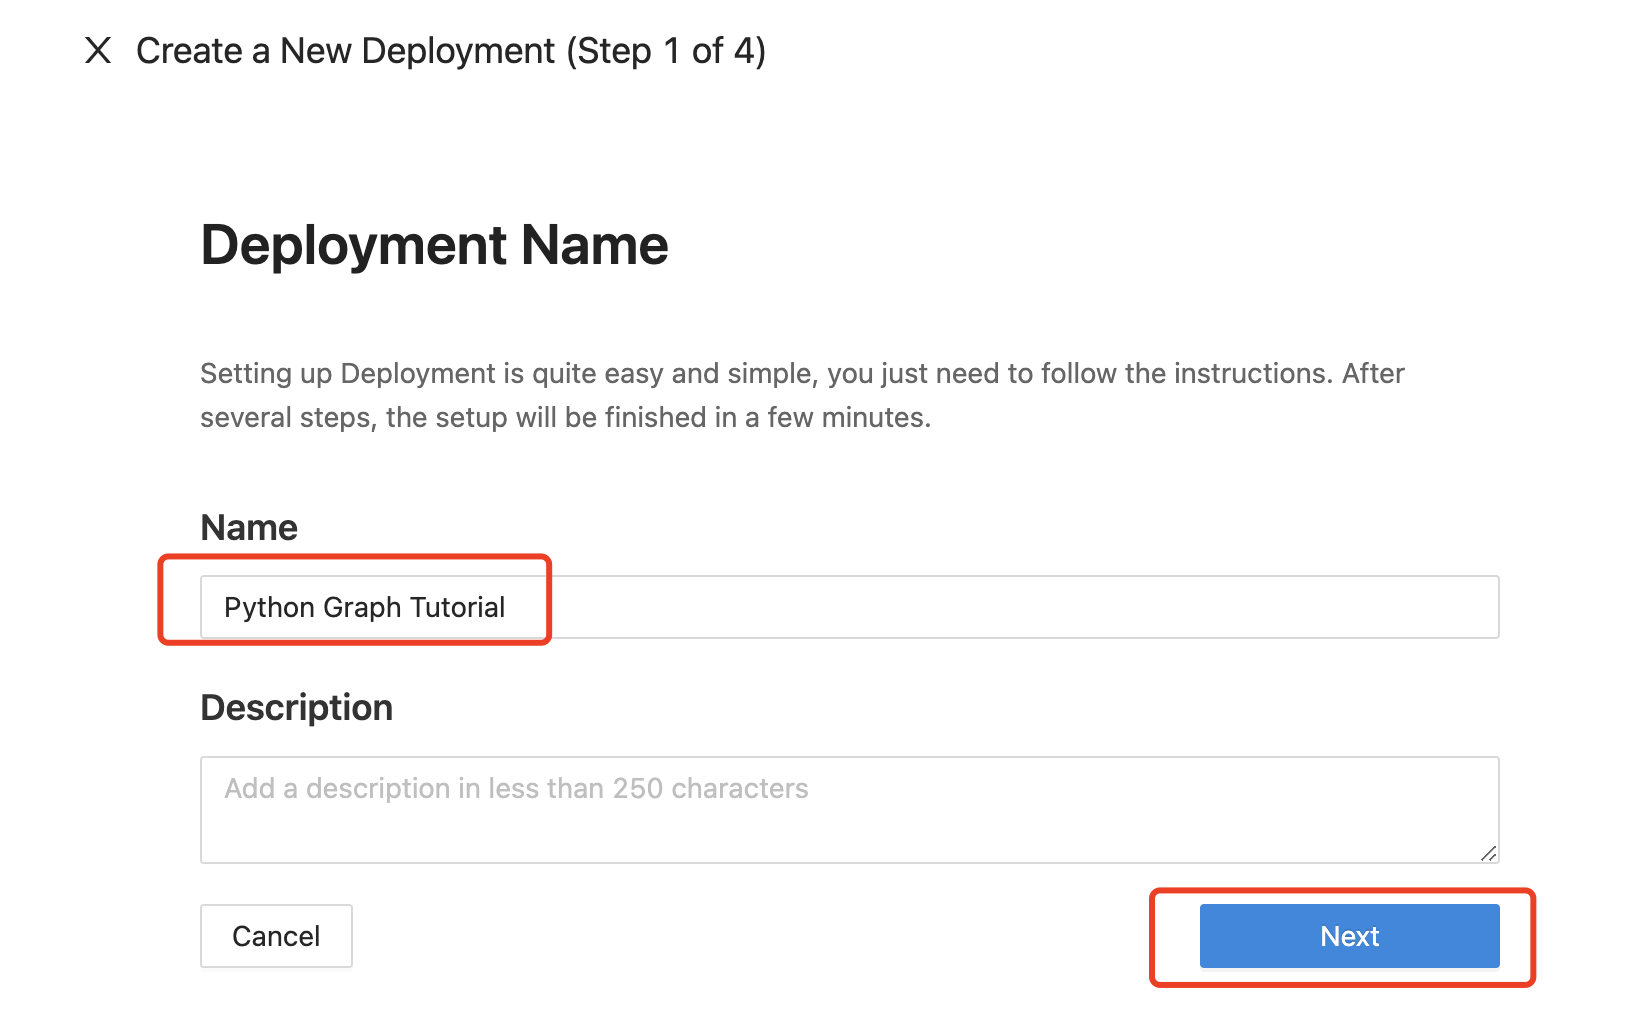 X Create a New Deployment (Step 1 of 4)
Deployment Name
Setting up Deployment is quite easy and simple, you just need to follow the instructions. After
several steps, the setup will be finished in a few minutes.
Name
Python Graph Tutorial
Description
Add a description in less than 250 characters
Cancel
Next